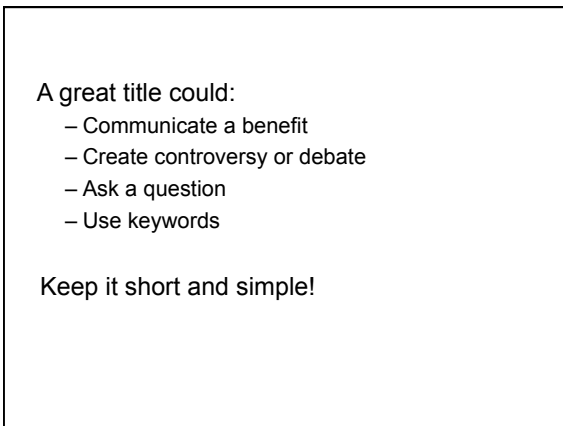 A great title could:
– Communicate a benefit
– Create controversy or debate
– Ask a question
– Use keywords
Keep it short and simple!